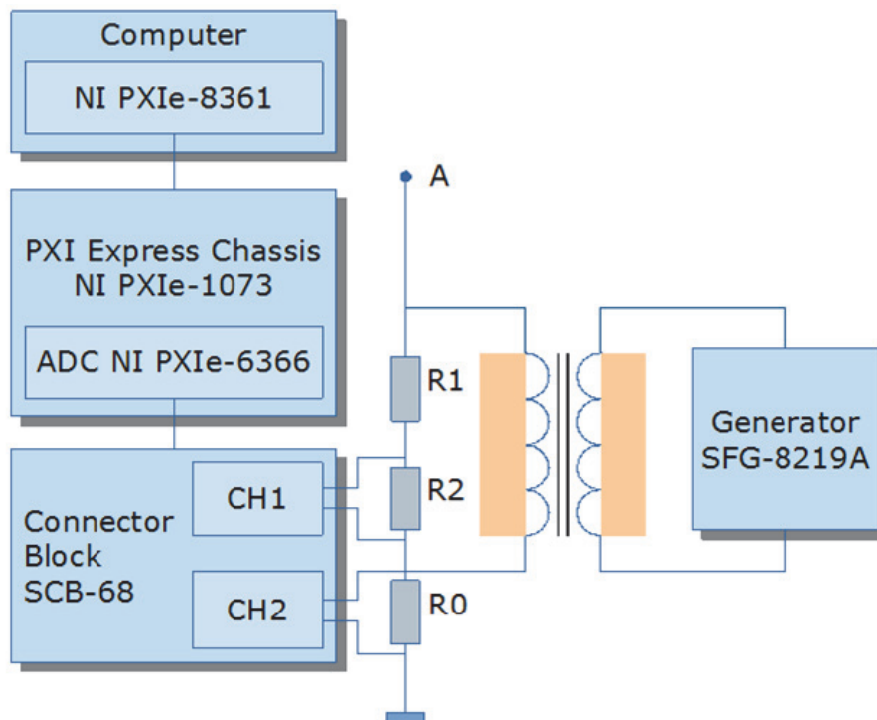 Computer
NI PXIe-8361
A
PXI Express Chassis
NI PXIe-1073
ADC NI PXIe-6366
R1
Generator
SFG-8219A
CH1
R2
Connector
Block
SCB-68
CH2
R0